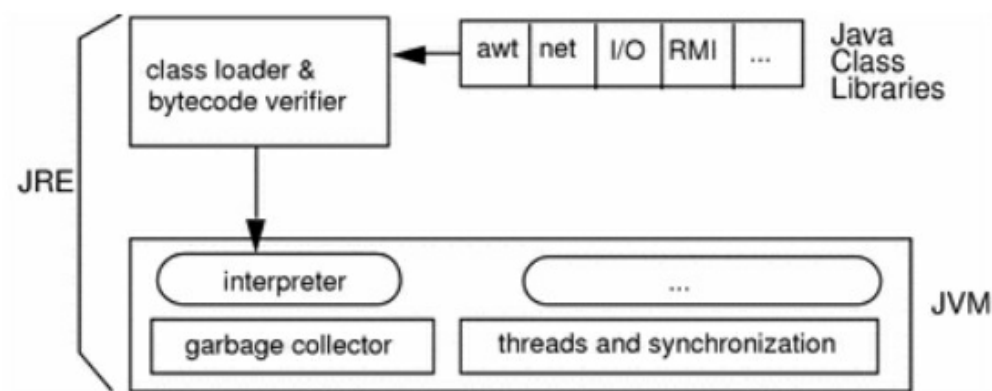 class loader &
bytecode verifier
awt net I/O RMI ...
Java
Class
Libraries
JRE
interpreter
...
JVM
garbage collector
threads and synchronization